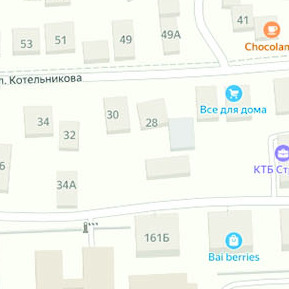 41
49
49А
51
53
Chocolan
л. Котельникова
Все для дома
30
34
28
32
КТБ Ст
Б
34А
161Б
Bai berries